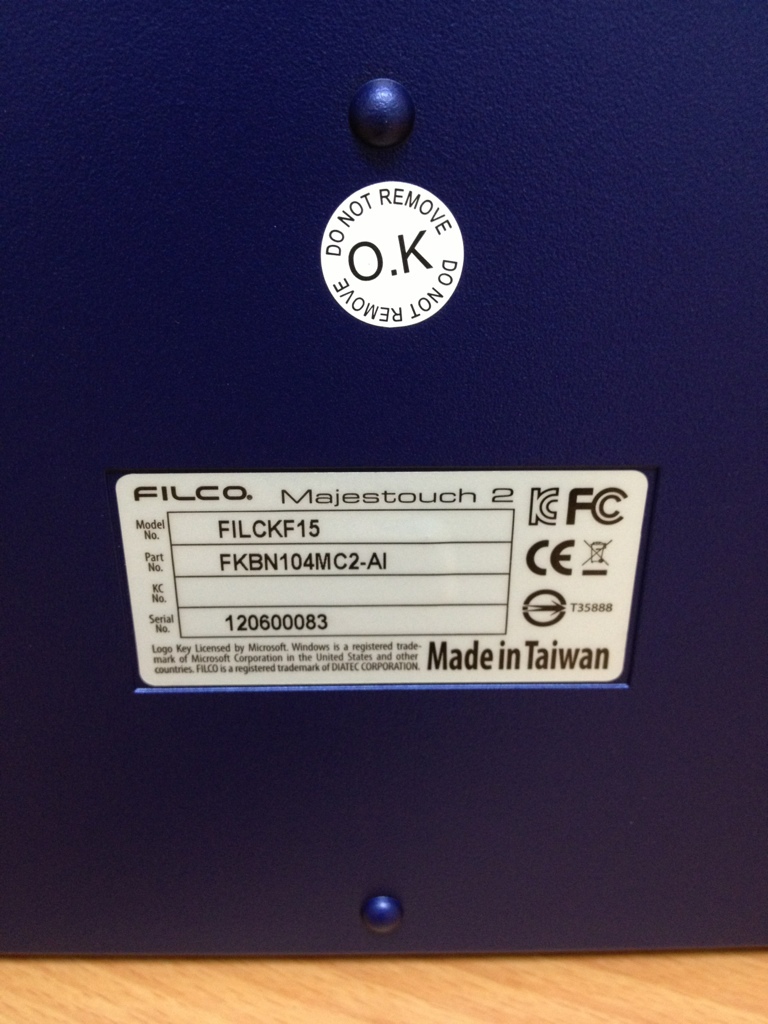 DO NOT REMOVE
O.K
DO NOT REMOVE
FILCO. Majestouch 2
Model No. FILCKF15
Part No. FKBN104MC2-AI
KC No.
Serial No. 120600083
KC FC
CE
T35888
Logo Key Licensed by Microsoft. Windows is a registered trade-
mark of Microsoft Corporation in the United States and other
countries. FILCO is a registered trademark of DIATEC CORPORATION.
Made in Taiwan